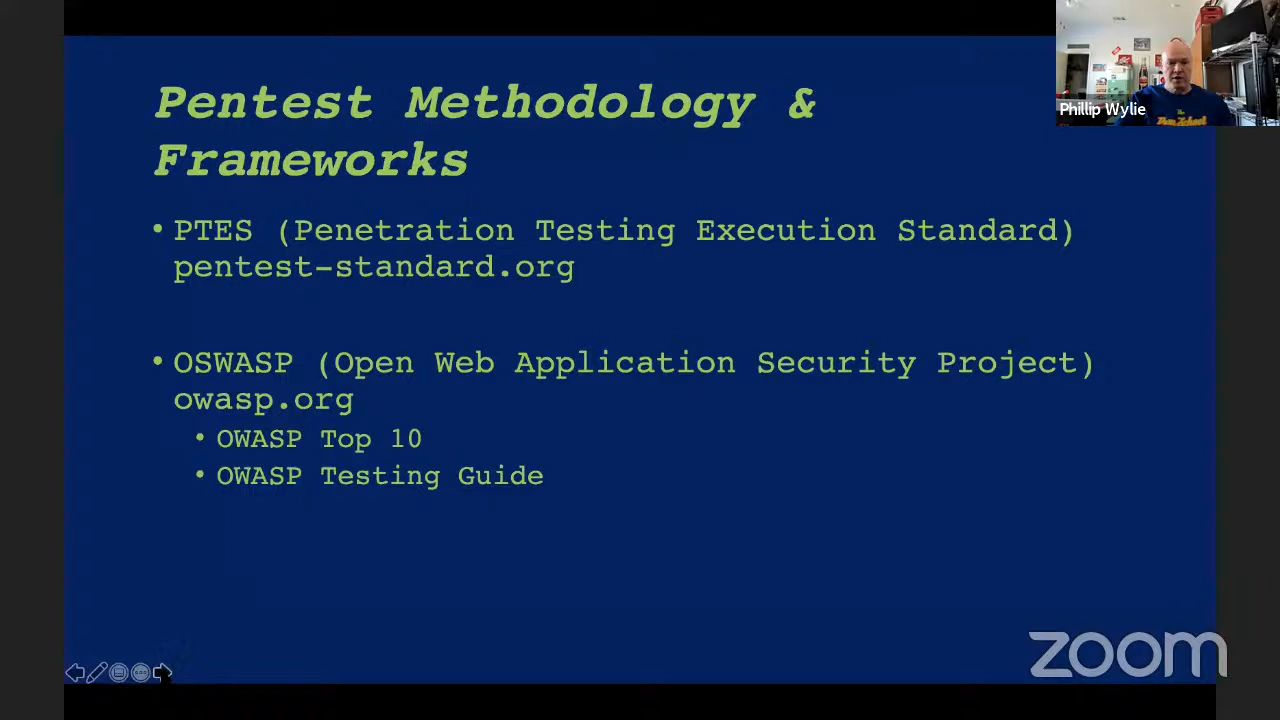 Pentest Methodology &
Frameworks
• PTES (Penetration Testing Execution Standard)
pentest-standard.org
• OSWASP (Open Web Application Security Project)
owasp.org
• OWASP Top 10
• OWASP Testing Guide
Phillip Wylie
zoom